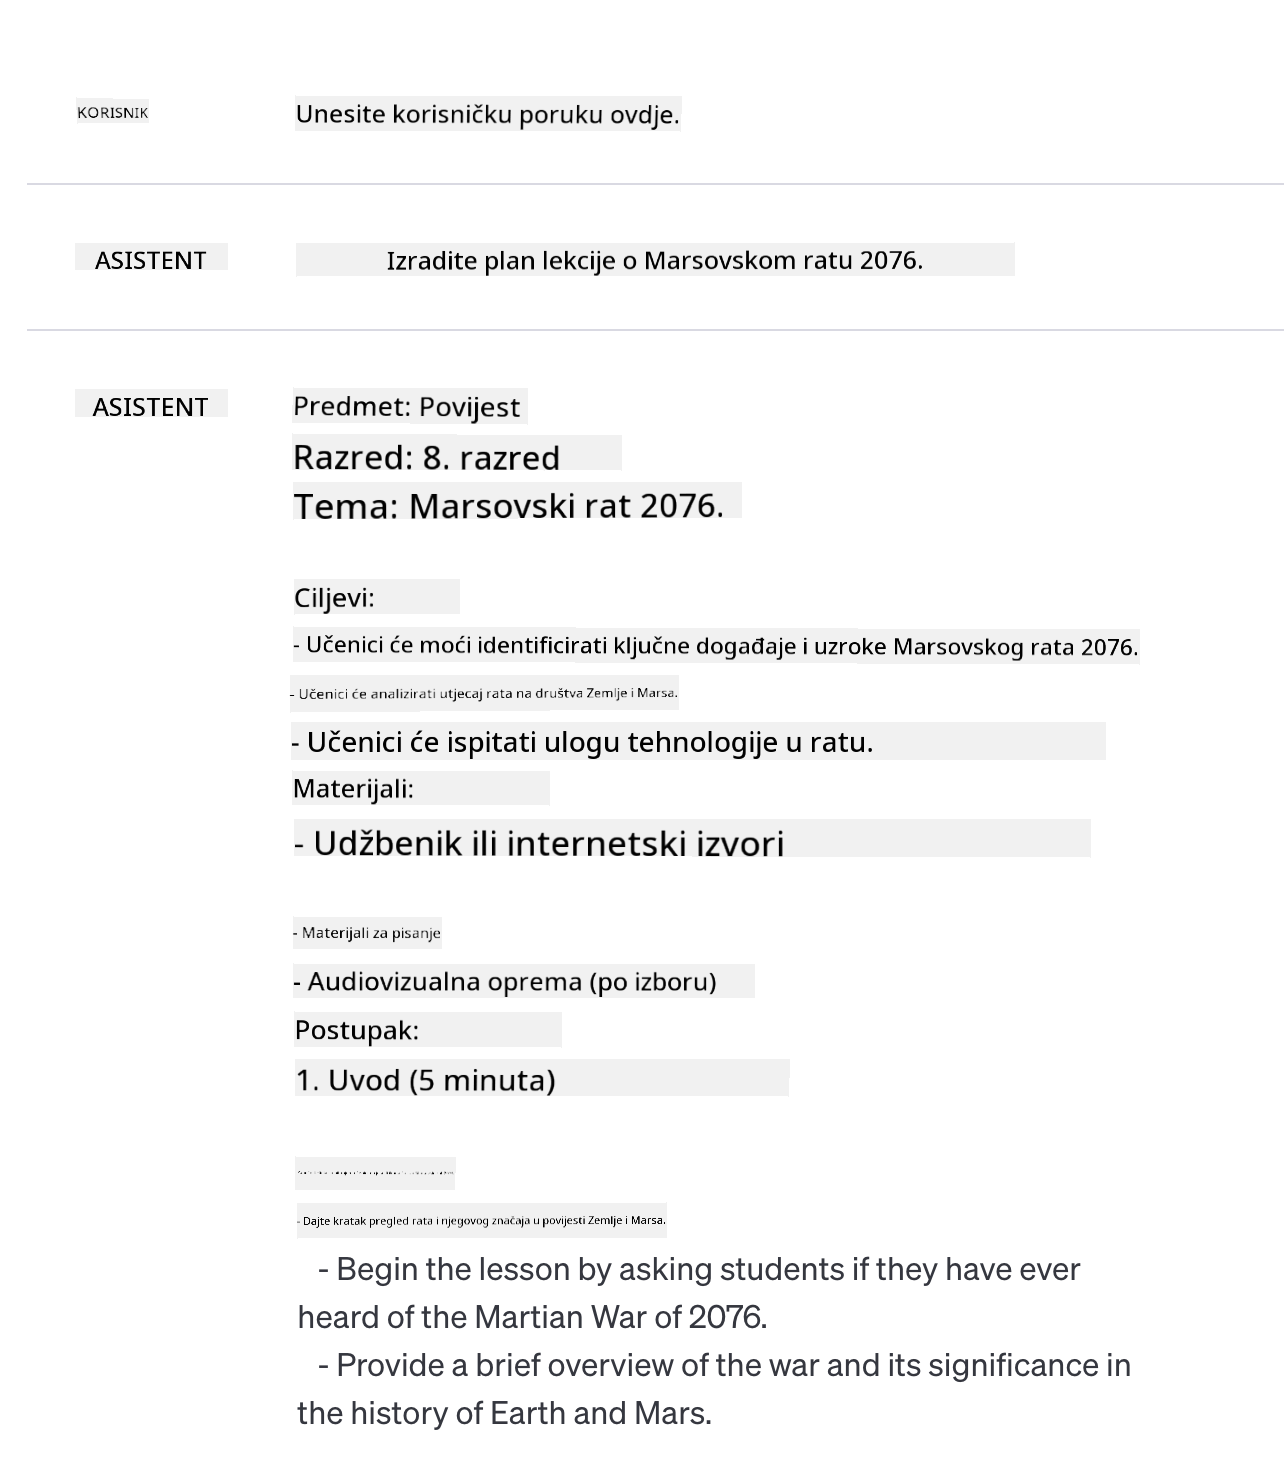 KORISNIK
Unesite korisničku poruku ovdje.
ASISTENT
Izradite plan lekcije o Marsovskom ratu 2076.
ASISTENT
Predmet: Povijest
Razred: 8. razred
Tema: Marsovski rat 2076.
Ciljevi:
- Učenici će moći identificirati ključne događaje i uzroke Marsovskog rata 2076.
- Učenici će analizirati utjecaj rata na društva Zemlje i Marsa.
- Učenici će ispitati ulogu tehnologije u ratu.
Materijali:
- Udžbenik ili internetski izvori
- Materijali za pisanje
- Audiovizualna oprema (po izboru)
Postupak:
1. Uvod (5 minuta)
- Dajte kratak pregled rata i njegovog značaja u povijesti Zemlje i Marsa.
- Begin the lesson by asking students if they have ever
heard of the Martian War of 2076.
- Provide a brief overview of the war and its significance in
the history of Earth and Mars.